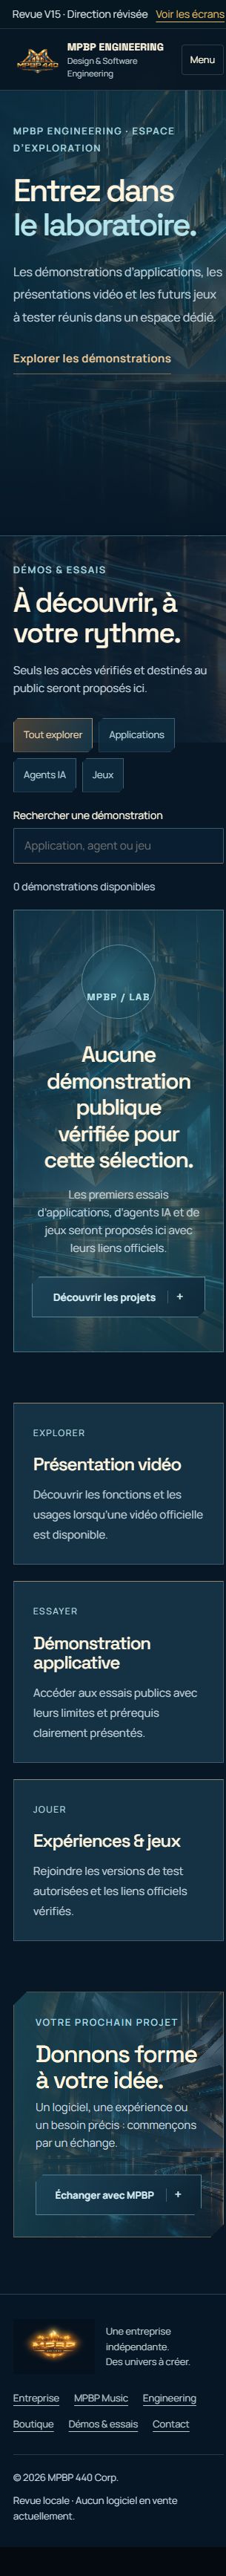 Revue V15 · Direction révisée Voir les écrans
MPBP 440
MPBP ENGINEERING
Design & Software
Engineering
Menu
MPBP ENGINEERING · ESPACE
D'EXPLORATION
Entrez dans
le laboratoire.
Les démonstrations d'applications, les
présentations vidéo et les futurs jeux
à tester réunis dans un espace dédié.
Explorer les démonstrations
DÉMOS & ESSAIS
À découvrir, à
votre rythme.
Seuls les accès vérifiés et destinés au
public seront proposés ici.
Tout explorer
Applications
Agents IA
Jeux
Rechercher une démonstration
Application, agent ou jeu
0 démonstrations disponibles
MPBP / LAB
Aucune
démonstration
publique
vérifiée pour
cette sélection.
Les premiers essais
d'applications, d'agents IA et de
jeux seront proposés ici avec
leurs liens officiels.
Découvrir les projets +
EXPLORER
Présentation vidéo
Découvrir les fonctions et les
usages lorsqu'une vidéo officielle
est disponible.
ESSAYER
Démonstration
applicative
Accéder aux essais publics avec
leurs limites et prérequis
clairement présentés.
JOUER
Expériences & jeux
Rejoindre les versions de test
autorisées et les liens officiels
vérifiés.
VOTRE PROCHAIN PROJET
Donnons forme
à votre idée.
Un logiciel, une expérience ou
un besoin précis : commençons
par un échange.
Échanger avec MPBP +
MPBP
Une entreprise
indépendante.
Des univers à créer.
Entreprise MPBP Music Engineering
Boutique Démos & essais Contact
© 2026 MPBP 440 Corp.
Revue locale · Aucun logiciel en vente
actuellement.